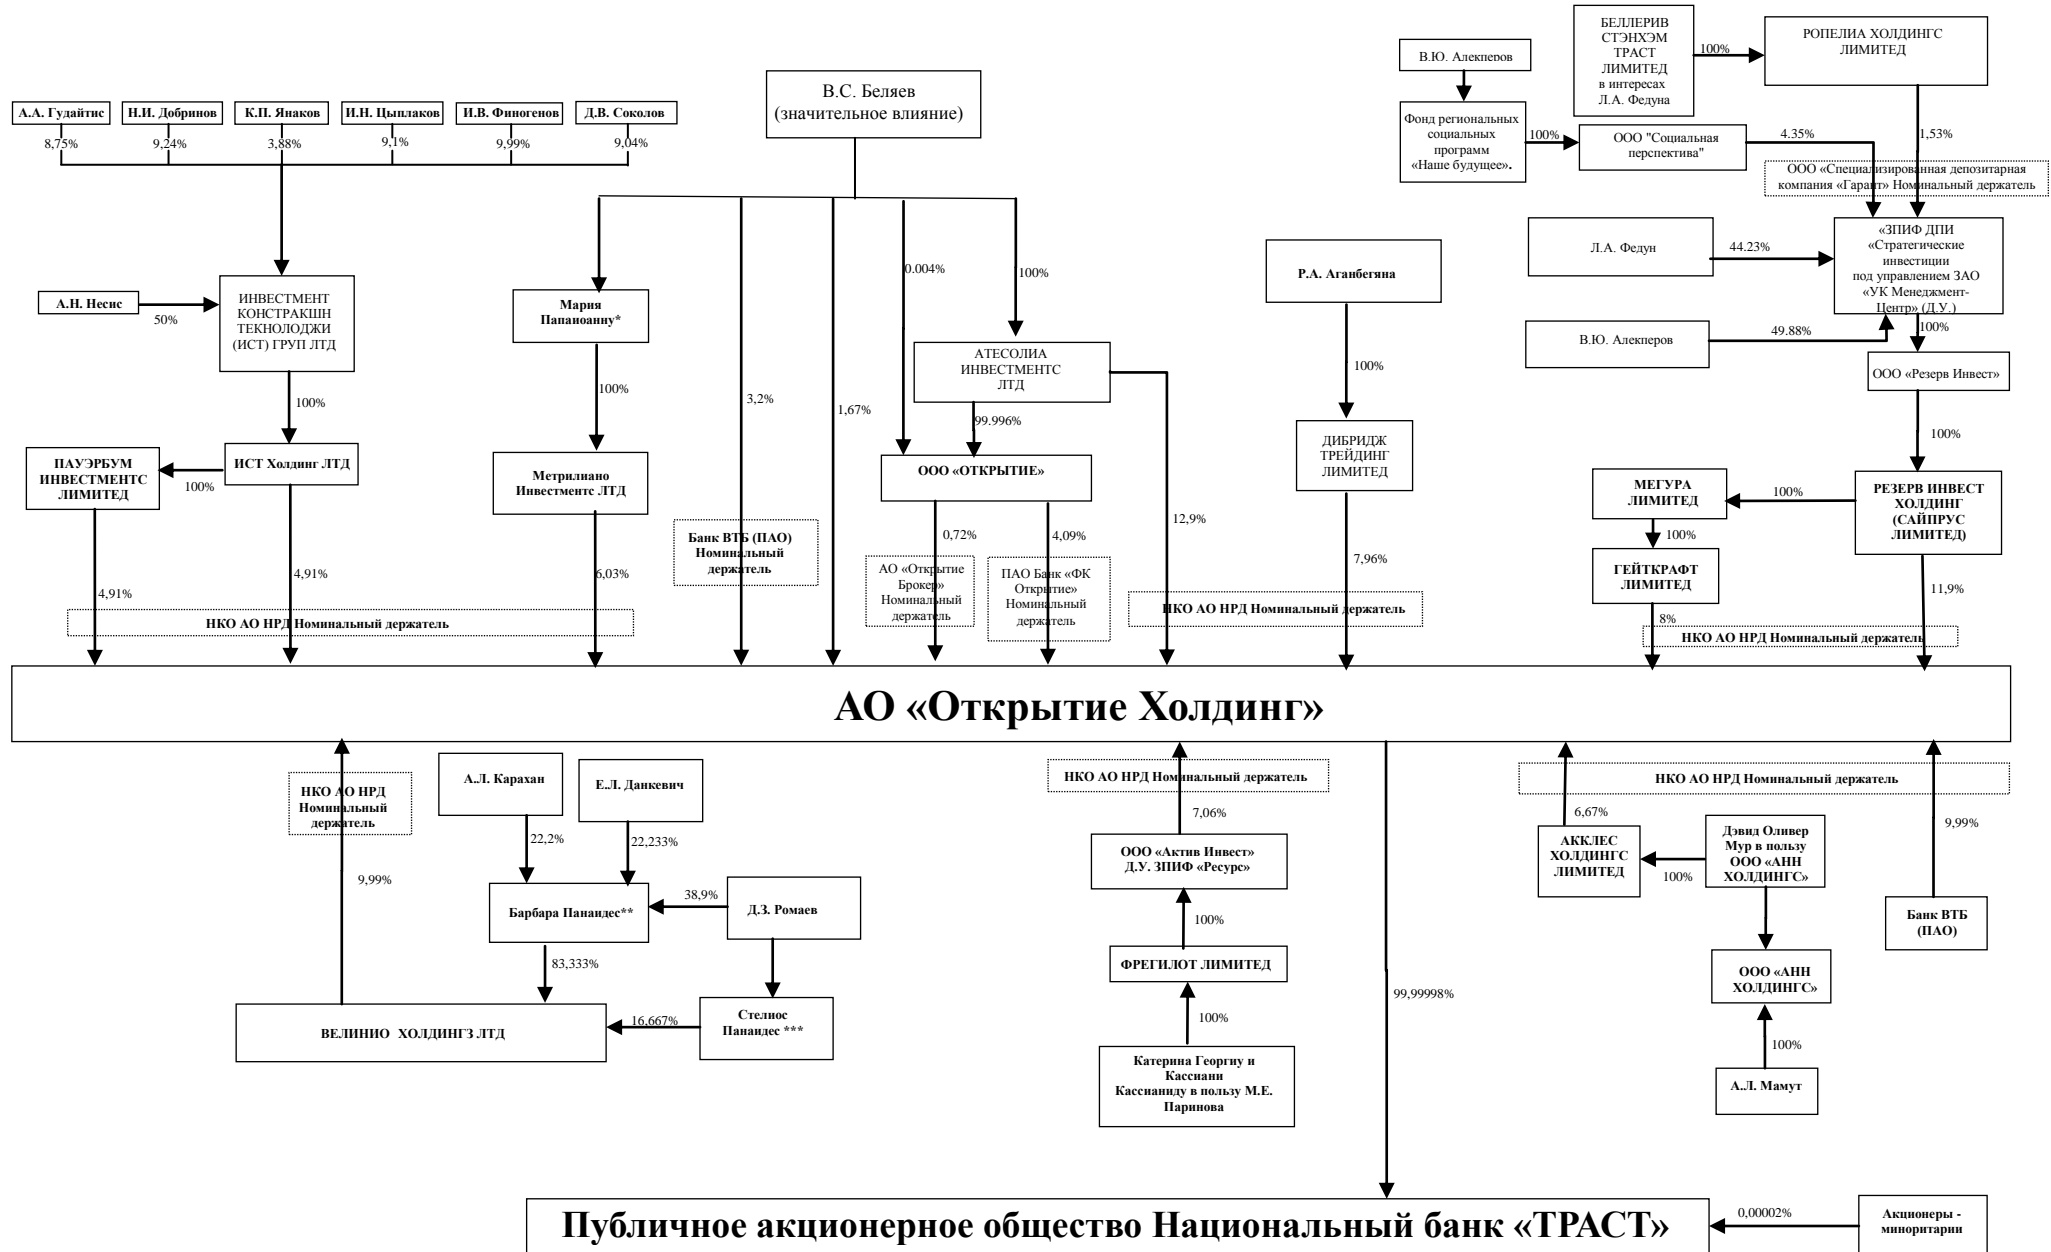 БЕЛЛЕРИВ
СТЭНХЭМ
ТРАСТ
ЛИМИТЕД
в интересах
Л.А. Федуна
100%
РОПЕЛИА ХОЛДИНГС
ЛИМИТЕД
В.Ю. Алекперов
Фонд региональных
социальных
программ
«Наше будущее».
100%
ООО "Социальная
перспектива"
4.35%
1,53%
ООО «Специализированная депозитарная
компания «Гарант» Номинальный держатель
В.С. Беляев
(значительное влияние)
А.А. Гудайтис
Н.И. Добринов
К.П. Янаков
И.Н. Цыплаков
И.В. Финогенов
Д.В. Соколов
8,75%
9,24%
3,88%
9,1%
9,99%
9,04%
А.Н. Несис
50%
ИНВЕСТМЕНТ
КОНСТРАКШН
ТЕКНОЛОДЖИ
(ИСТ) ГРУП ЛТД
100%
ИСТ Холдинг ЛТД
100%
ПАУЭРБУМ
ИНВЕСТМЕНТС
ЛИМИТЕД
4,91%
4,91%
НКО АО НРД Номинальный держатель
Мария
Папаиоанну*
100%
Метрилиано
Инвестментс ЛТД
6,03%
3,2%
Банк ВТБ (ПАО)
Номинальный
держатель
1,67%
0.004%
100%
АТЕСОЛИА
ИНВЕСТМЕНТС
ЛТД
99.996%
ООО «ОТКРЫТИЕ»
12,9%
0,72%
4,09%
АО «Открытие
Брокер»
Номинальный
держатель
ПАО Банк «ФК
Открытие»
Номинальный
держатель
Р.А. Аганбегяна
100%
ДИБРИДЖ
ТРЕЙДИНГ
ЛИМИТЕД
7,96%
НКО АО НРД Номинальный держатель
Л.А. Федун
44.23%
«ЗПИФ ДПИ
«Стратегические
инвестиции
под управлением ЗАО
«УК Менеджмент-
Центр» (Д.У.)
В.Ю. Алекперов
49.88%
100%
ООО «Резерв Инвест»
100%
РЕЗЕРВ ИНВЕСТ
ХОЛДИНГ
(САЙПРУС
ЛИМИТЕД)
100%
МЕГУРА
ЛИМИТЕД
100%
ГЕЙТКРАФТ
ЛИМИТЕД
8%
11,9%
НКО АО НРД Номинальный держатель
АО «Открытие Холдинг»
НКО АО НРД
Номинальный
держатель
9,99%
А.Л. Карахан
Е.Л. Данкевич
22,2%
22,233%
Барбара Панаидес**
38,9%
Д.З. Ромаев
83,333%
ВЕЛИНИО ХОЛДИНГЗ ЛТД
16,667%
Стелиос
Панаидес ***
НКО АО НРД Номинальный держатель
7,06%
ООО «Актив Инвест»
Д.У. ЗПИФ «Ресурс»
100%
ФРЕГИЛОТ ЛИМИТЕД
100%
Катерина Георгиу и
Кассиани
Кассианиду в пользу М.Е.
Паринова
99,99998%
НКО АО НРД Номинальный держатель
6,67%
АККЛЕС
ХОЛДИНГС
ЛИМИТЕД
100%
Дэвид Оливер
Мур в пользу
ООО «АНН
ХОЛДИНГС»
ООО «АНН
ХОЛДИНГС»
100%
А.Л. Мамут
9,99%
Банк ВТБ
(ПАО)
Публичное акционерное общество Национальный банк «ТРАСТ»
0,00002%
Акционеры -
миноритарии